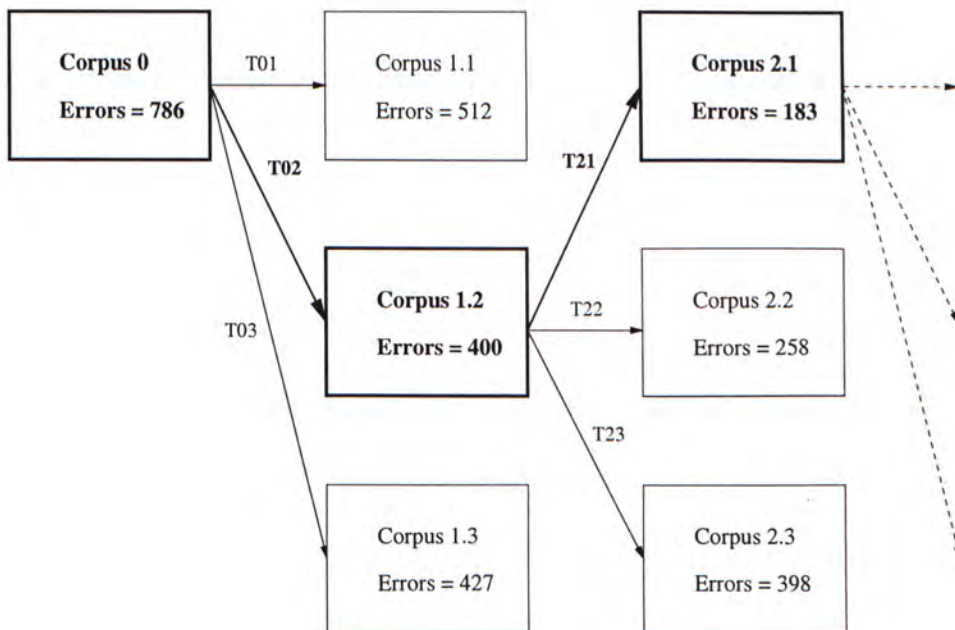 Corpus 0
Errors = 786
T01
Corpus 1.1
Errors = 512
Corpus 2.1
Errors = 183
T02
T21
Corpus 1.2
Errors = 400
T03
T22
Corpus 2.2
Errors = 258
T23
Corpus 1.3
Errors = 427
Corpus 2.3
Errors = 398